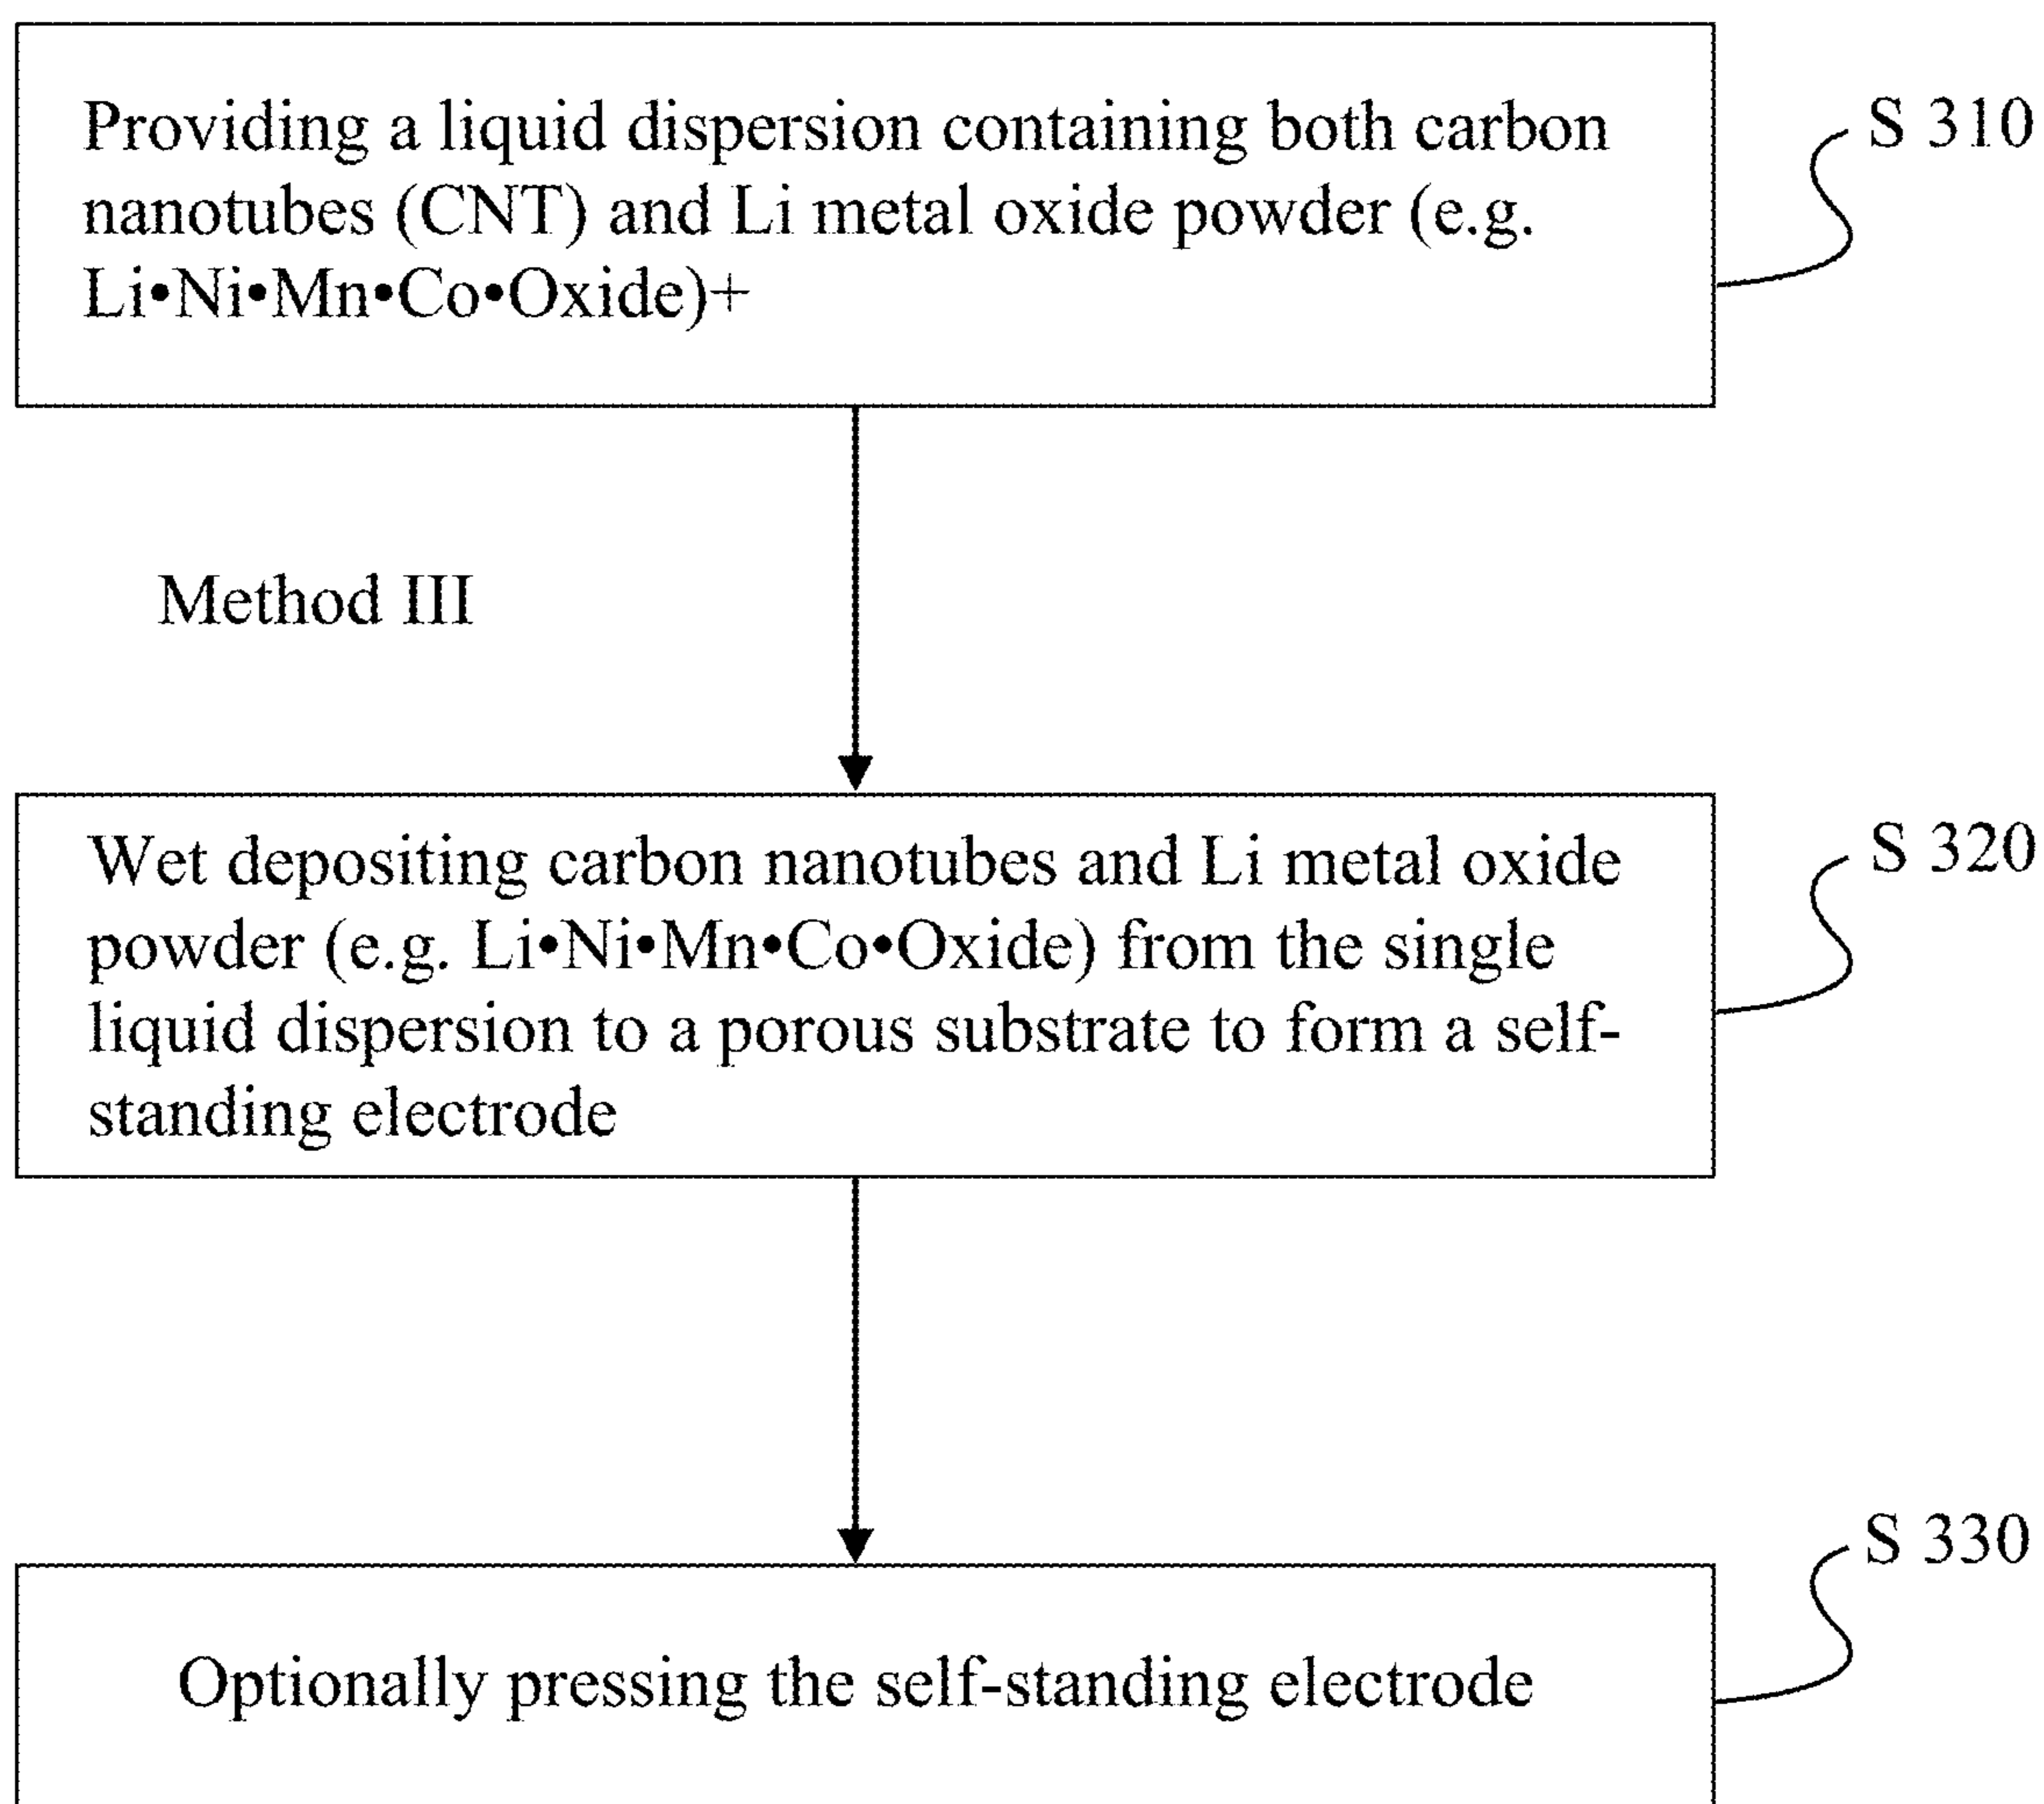 Providing a liquid dispersion containing both carbon
nanotubes (CNT) and Li metal oxide powder (e.g.
Li•Ni•Mn•Co•Oxide)+
S 310
Method III
Wet depositing carbon nanotubes and Li metal oxide
powder (e.g. Li•Ni•Mn•Co•Oxide) from the single
liquid dispersion to a porous substrate to form a self-
standing electrode
S 320
Optionally pressing the self-standing electrode
S 330